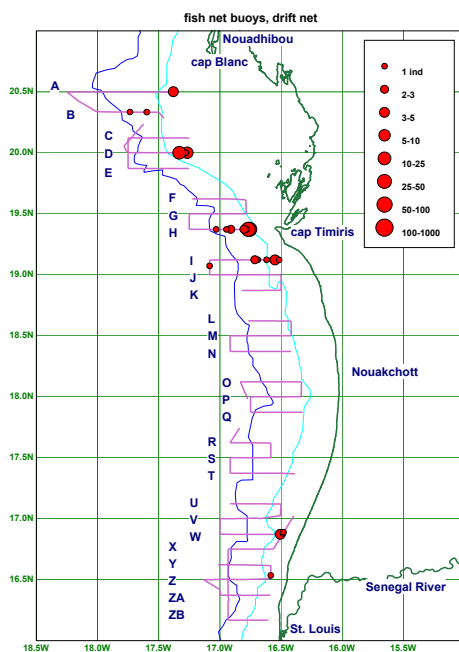 fish net buoys, drift net
Nouadhibou
cap Blanc
1 ind
2-3
3-5
5-10
10-25
25-50
50-100
100-1000
20.5N
A
B
C
20.0N
D
E
F
19.5N
G
H
cap Timiris
I
19.0N
J
K
L
18.5N
M
N
Nouakchott
O
18.0N
P
Q
R
17.5N
S
T
U
17.0N
V
W
X
Y
16.5N
Z
Senegal River
ZA
ZB
St. Louis
18.5W
18.0W
17.5W
17.0W
16.5W
16.0W
15.5W